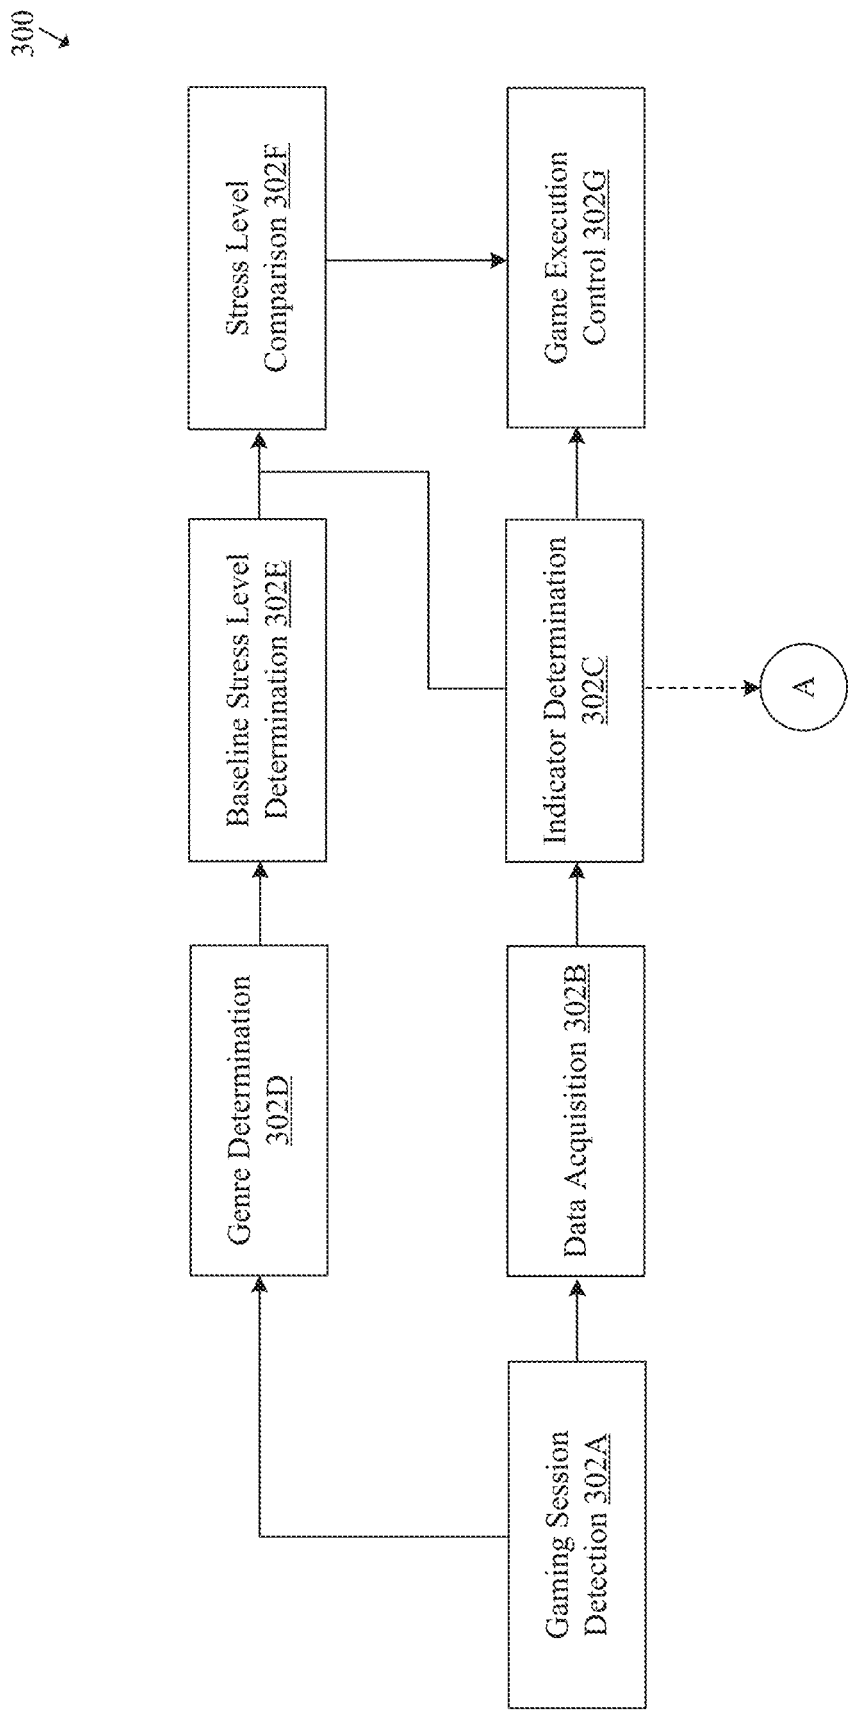 300
Gaming Session
Detection 302A
Genre Determination
302D
Data Acquisition 302B
Baseline Stress Level
Determination 302E
Indicator Determination
302C
Stress Level
Comparison 302F
Game Execution
Control 302G
A